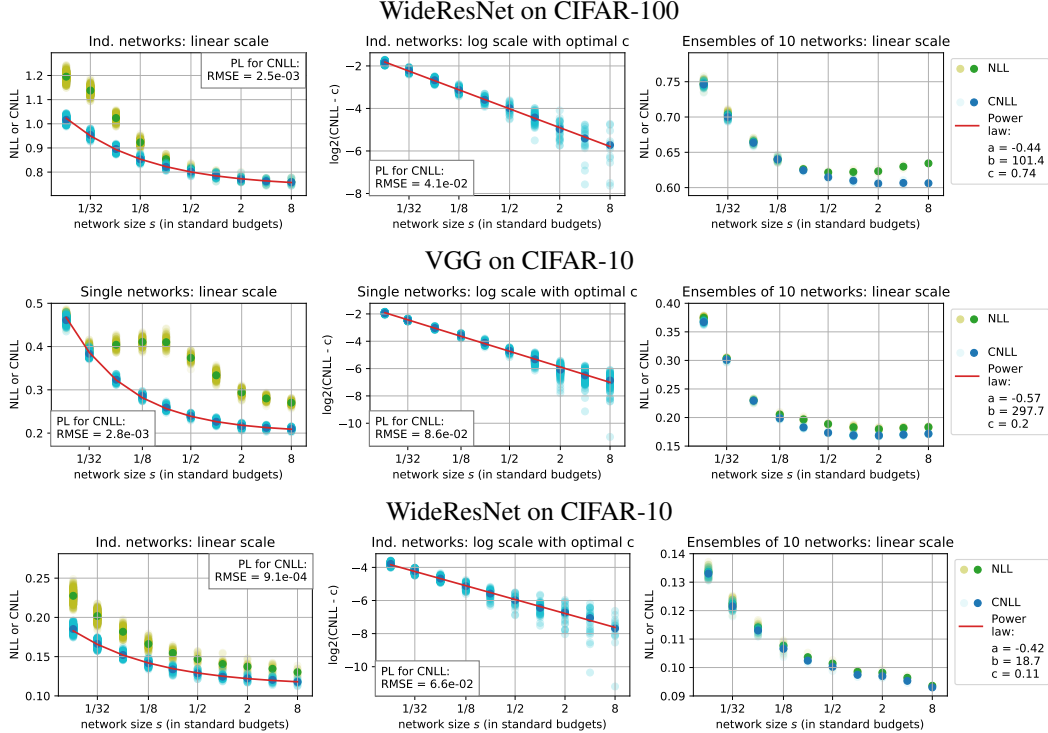 WideResNet on CIFAR-100
Ind. networks: linear scale
NLL or CNLL
1.2
1.1
1.0
0.9
0.8
PL for CNLL:
RMSE = 2.5e-03
1/32 1/8 1/2 2 8
network size s (in standard budgets)
Ind. networks: log scale with optimal c
log2(CNLL - c)
−2
−4
−6
−8
PL for CNLL:
RMSE = 4.1e-02
1/32 1/8 1/2 2 8
network size s (in standard budgets)
Ensembles of 10 networks: linear scale
NLL or CNLL
0.75
0.70
0.65
0.60
1/32 1/8 1/2 2 8
network size s (in standard budgets)
NLL
CNLL
Power
law:
a = -0.44
b = 101.4
c = 0.74
VGG on CIFAR-10
Single networks: linear scale
NLL or CNLL
0.5
0.4
0.3
0.2
PL for CNLL:
RMSE = 2.8e-03
1/32 1/8 1/2 2 8
network size s (in standard budgets)
Single networks: log scale with optimal c
log2(CNLL - c)
−2
−4
−6
−8
−10
PL for CNLL:
RMSE = 8.6e-02
1/32 1/8 1/2 2 8
network size s (in standard budgets)
Ensembles of 10 networks: linear scale
NLL or CNLL
0.40
0.35
0.30
0.25
0.20
0.15
1/32 1/8 1/2 2 8
network size s (in standard budgets)
NLL
CNLL
Power
law:
a = -0.57
b = 297.7
c = 0.2
WideResNet on CIFAR-10
Ind. networks: linear scale
NLL or CNLL
0.25
0.20
0.15
0.10
PL for CNLL:
RMSE = 9.1e-04
1/32 1/8 1/2 2 8
network size s (in standard budgets)
Ind. networks: log scale with optimal c
log2(CNLL - c)
−4
−6
−8
−10
PL for CNLL:
RMSE = 6.6e-02
1/32 1/8 1/2 2 8
network size s (in standard budgets)
Ensembles of 10 networks: linear scale
NLL or CNLL
0.14
0.13
0.12
0.11
0.10
0.09
1/32 1/8 1/2 2 8
network size s (in standard budgets)
NLL
CNLL
Power
law:
a = -0.42
b = 18.7
c = 0.11